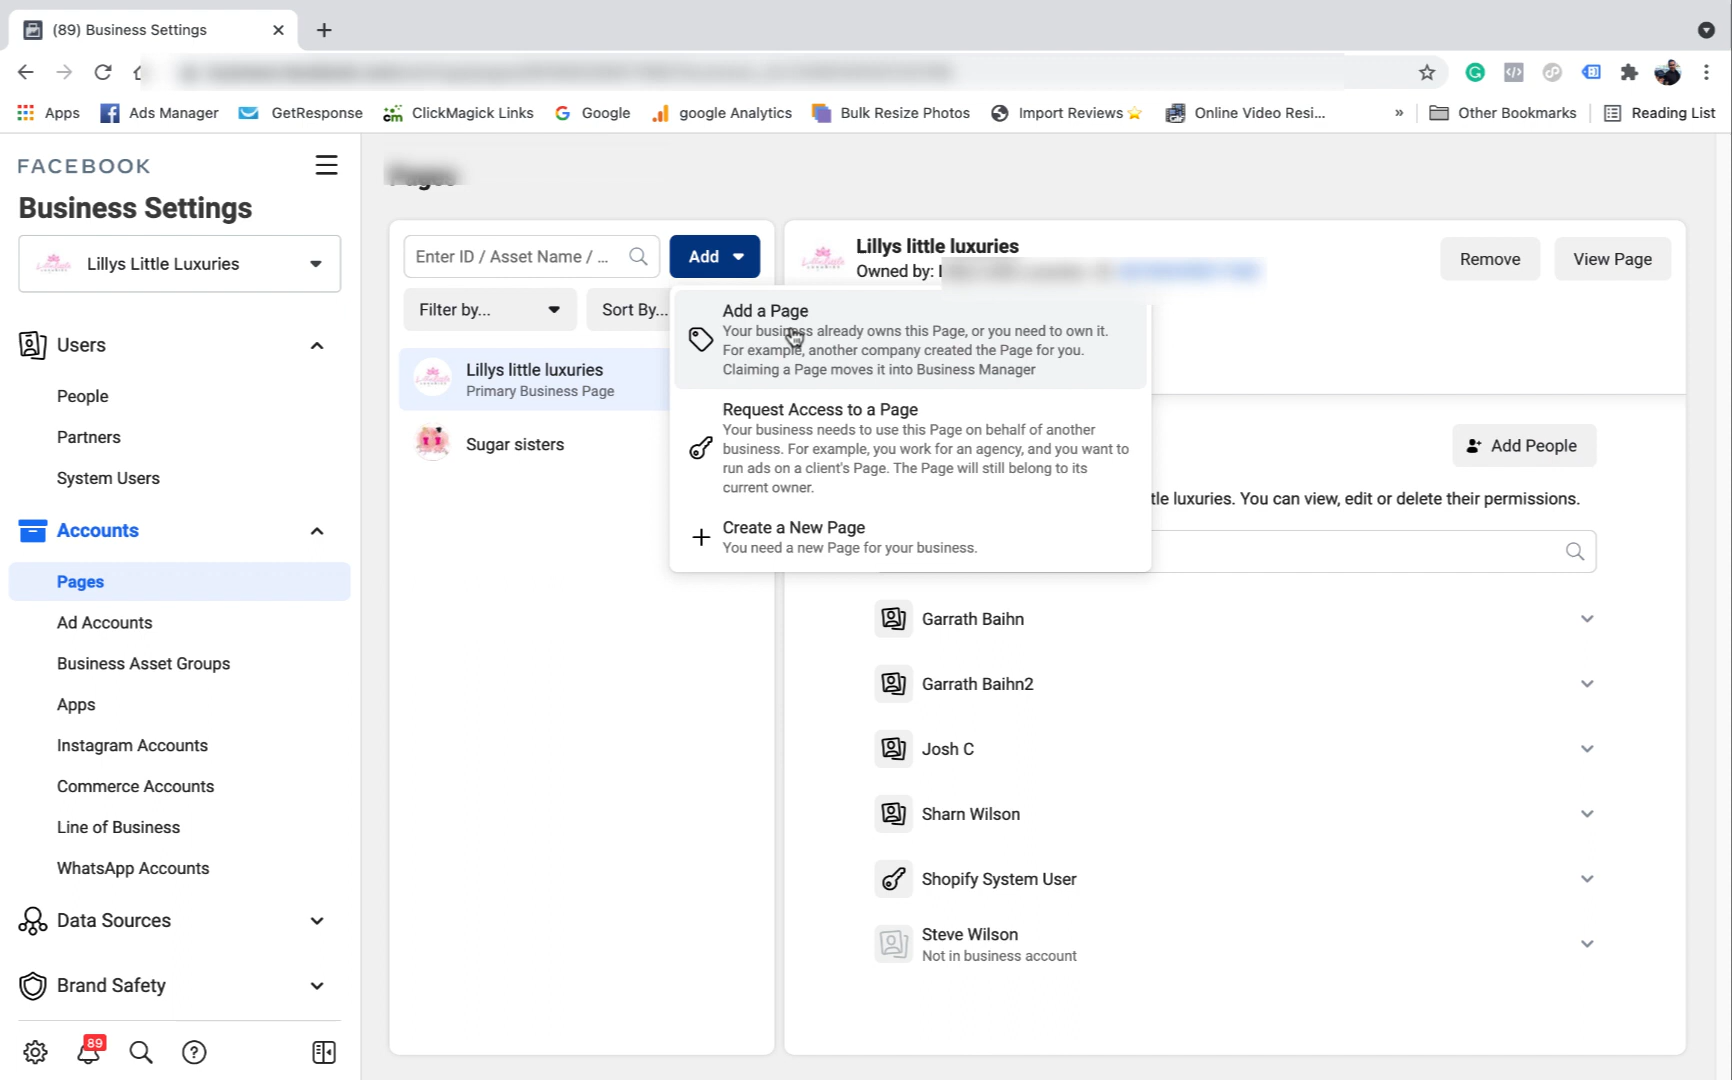 (89) Business Settings
Apps
Ads Manager
GetResponse
ClickMagick Links
Google
google Analytics
Bulk Resize Photos
Import Reviews⭐
Online Video Resi...
»
Other Bookmarks
Reading List
FACEBOOK
Business Settings
Lillys Little Luxuries
Users
People
Partners
System Users
Accounts
Pages
Ad Accounts
Business Asset Groups
Apps
Instagram Accounts
Commerce Accounts
Line of Business
WhatsApp Accounts
Data Sources
Brand Safety
89
Pages
Enter ID / Asset Name / ...
Add
Filter by...
Sort By...
Lillys little luxuries
Primary Business Page
Sugar sisters
Add a Page
Your business already owns this Page, or you need to own it.
For example, another company created the Page for you.
Claiming a Page moves it into Business Manager
Request Access to a Page
Your business needs to use this Page on behalf of another
business. For example, you work for an agency, and you want to
run ads on a client's Page. The Page will still belong to its
current owner.
Create a New Page
You need a new Page for your business.
Lillys little luxuries
Owned by:
Remove
View Page
Add People
tle luxuries. You can view, edit or delete their permissions.
Garrath Baihn
Garrath Baihn2
Josh C
Sharn Wilson
Shopify System User
Steve Wilson
Not in business account